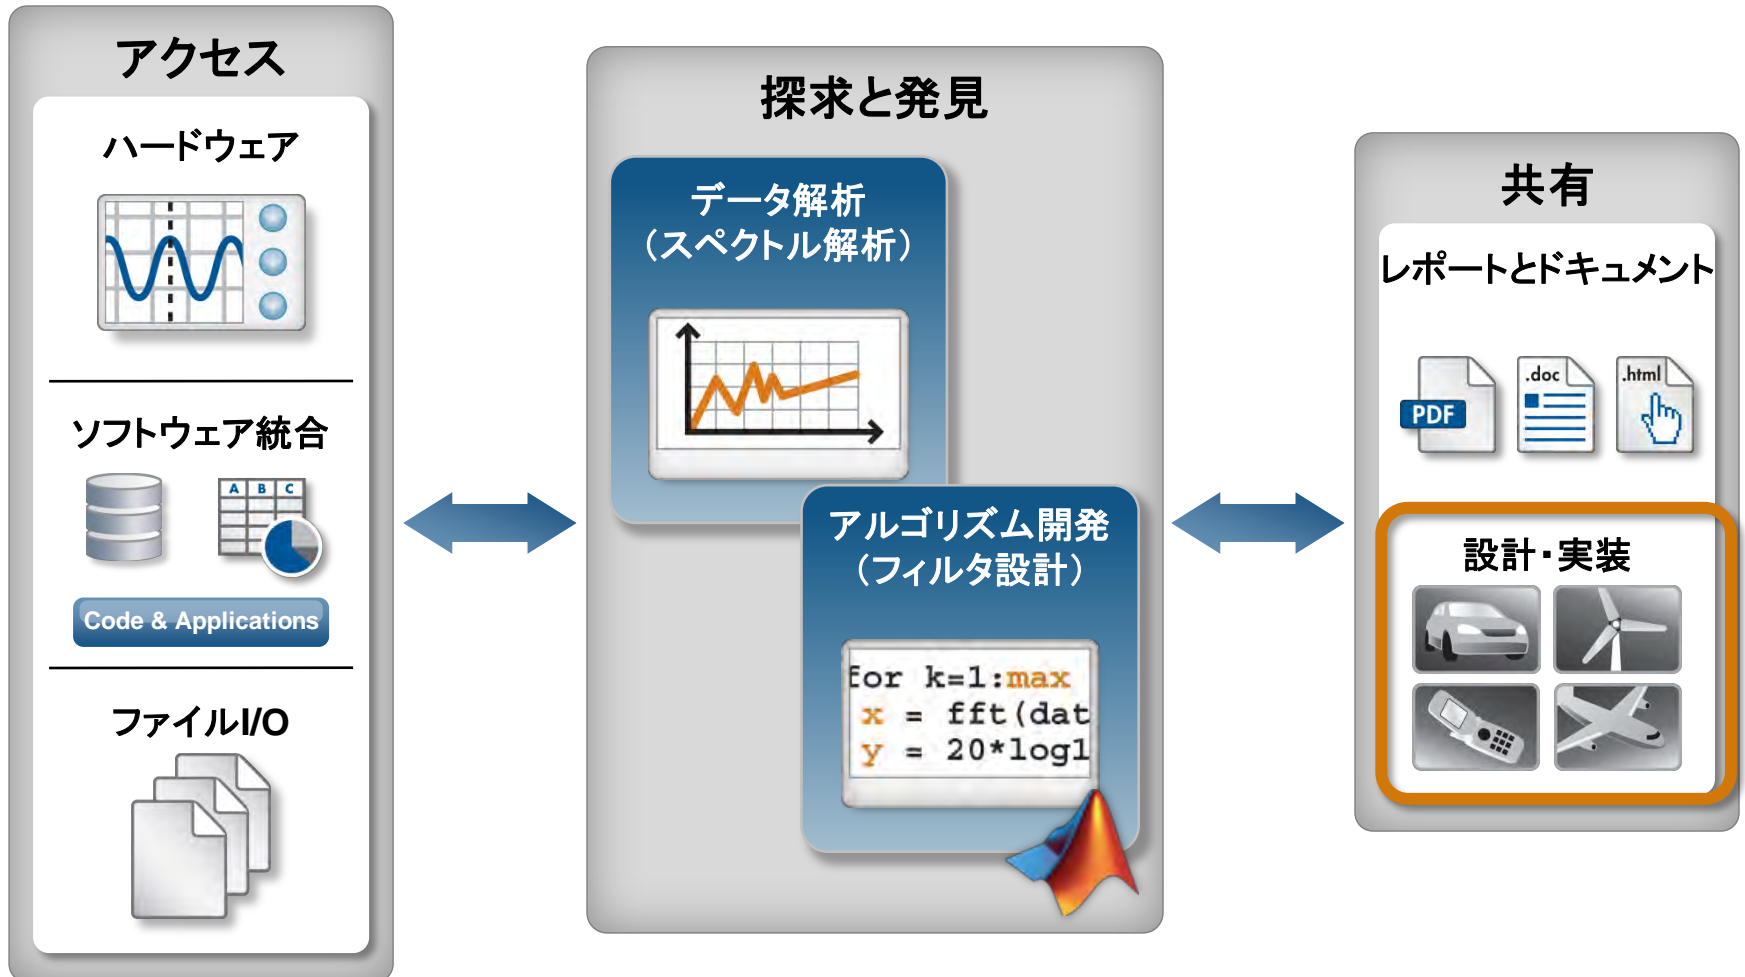 アクセス
ハードウェア
ソフトウェア統合
A B C
Code & Applications
ファイルI/O
探求と発見
データ解析
（スペクトル解析）
アルゴリズム開発
（フィルタ設計）
for k=1:max
x = fft(dat
y = 20*log1
共有
レポートとドキュメント
PDF
.doc
.html
設計・実装